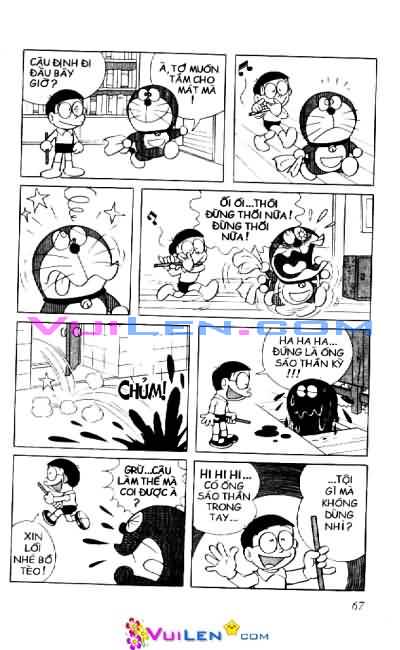 CẬU ĐỊNH ĐI
ĐÂU BÂY
GIỜ?
À, TỚ MUỐN
TẮM CHO
MÁT MÀ
!
ỐI ỐI...THÔI
ĐỪNG THỔI NỮA!
ĐỪNG THỔI
NỮA!
VUILEN.COM
CHỦM!
HA HA HA...
ĐÚNG LÀ ỐNG
SÁO THẦN KỲ
!!!
GRỪ...CẬU
LÀM THẾ MÀ
COI ĐƯỢC À
?
XIN
LỖI
NHÉ BỒ
TÈO!
HI HI HI...
CÓ ỐNG
SÁO THẦN
TRONG
TAY...
...TỘI
GÌ MÀ
KHÔNG
DÙNG
NHỈ?
67
VUILEN.COM